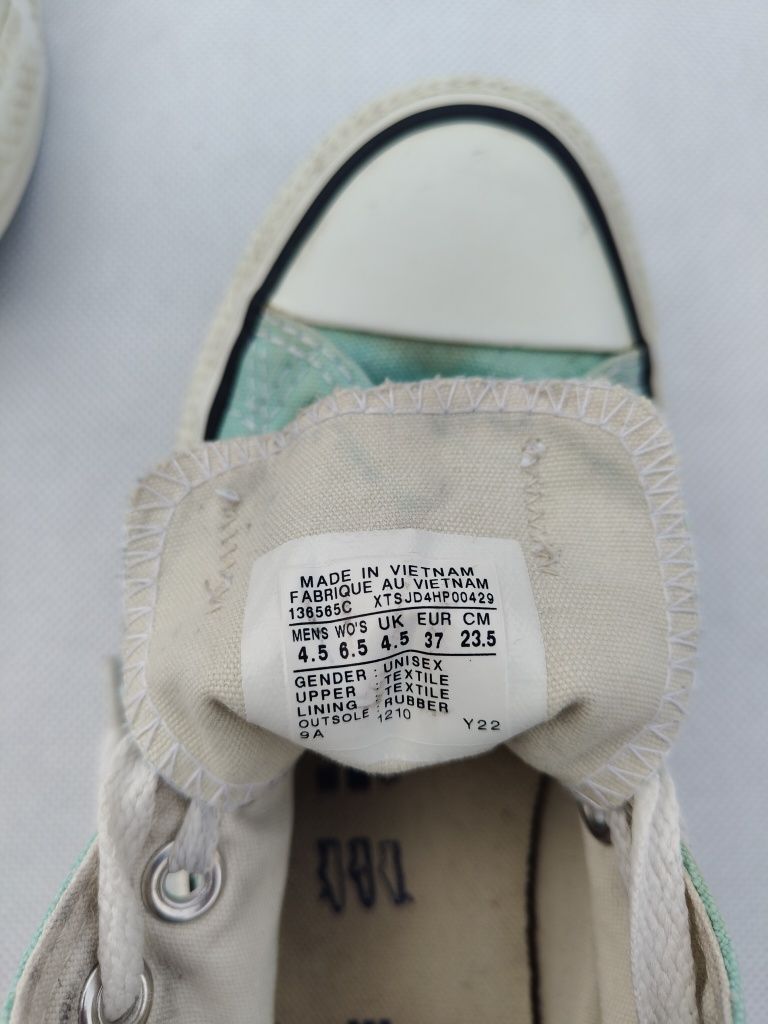 MADE IN VIETNAM
FABRIQUE AU VIETNAM
136565C XTSJD4HP00429
MENS WO'S UK EUR CM
4.5 6.5 4.5 37 23.5
GENDER : UNISEX
UPPER : TEXTILE
LINING : TEXTILE
OUTSOLE : RUBBER
9A 1210 Y22